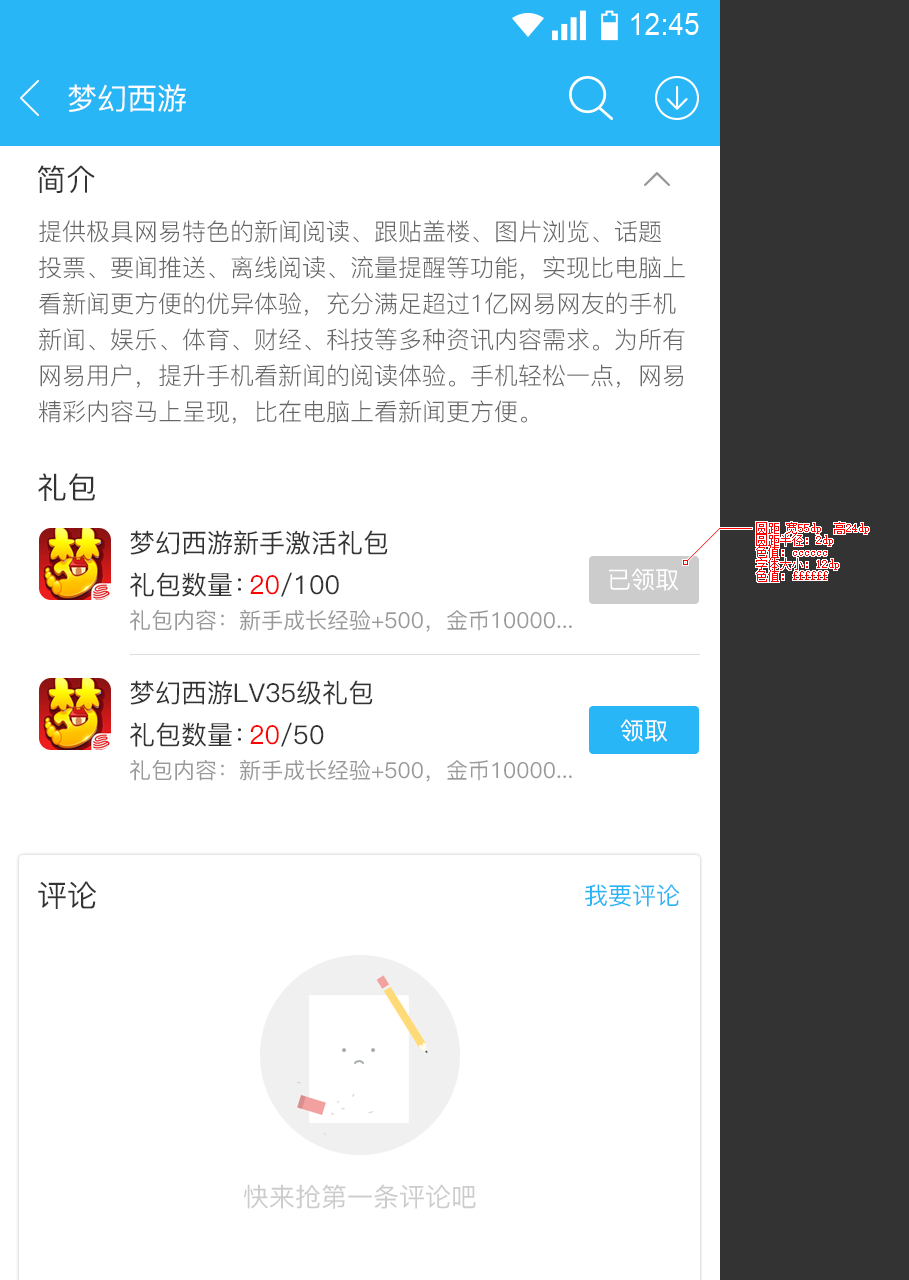 12:45
梦幻西游
简介
提供极具网易特色的新闻阅读、跟贴盖楼、图片浏览、话题
投票、要闻推送、离线阅读、流量提醒等功能，实现比电脑上
看新闻更方便的优异体验，充分满足超过1亿网易网友的手机
新闻、娱乐、体育、财经、科技等多种资讯内容需求。为所有
网易用户，提升手机看新闻的阅读体验。手机轻松一点，网易
精彩内容马上呈现，比在电脑上看新闻更方便。
礼包
梦幻西游新手激活礼包
礼包数量：20/100
礼包内容：新手成长经验+500，金币10000...
已领取
圆距 宽55dp 高24dp
圆距半径：2dp
色值：cccccc
字体大小：12dp
色值：ffffff
梦幻西游LV35级礼包
礼包数量：20/50
礼包内容：新手成长经验+500，金币10000...
领取
评论
我要评论
快来抢第一条评论吧